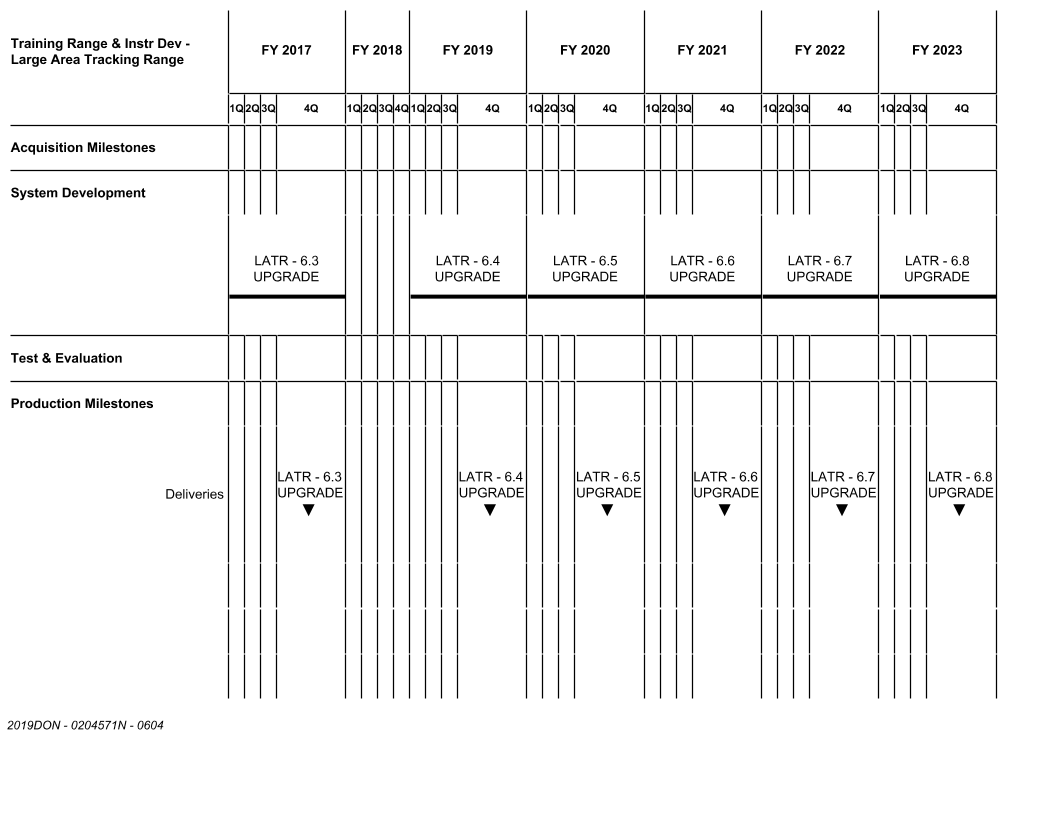 Training Range & Instr Dev -
Large Area Tracking Range
FY 2017 FY 2018 FY 2019 FY 2020 FY 2021 FY 2022 FY 2023
1Q 2Q 3Q 4Q 1Q 2Q 3Q 4Q 1Q 2Q 3Q 4Q 1Q 2Q 3Q 4Q 1Q 2Q 3Q 4Q 1Q 2Q 3Q 4Q 1Q 2Q 3Q 4Q
Acquisition Milestones
System Development
LATR - 6.3 LATR - 6.4 LATR - 6.5 LATR - 6.6 LATR - 6.7 LATR - 6.8
UPGRADE UPGRADE UPGRADE UPGRADE UPGRADE UPGRADE
Test & Evaluation
Production Milestones
LATR - 6.3 LATR - 6.4 LATR - 6.5 LATR - 6.6 LATR - 6.7 LATR - 6.8
Deliveries UPGRADE UPGRADE UPGRADE UPGRADE UPGRADE UPGRADE
2019DON - 0204571N - 0604